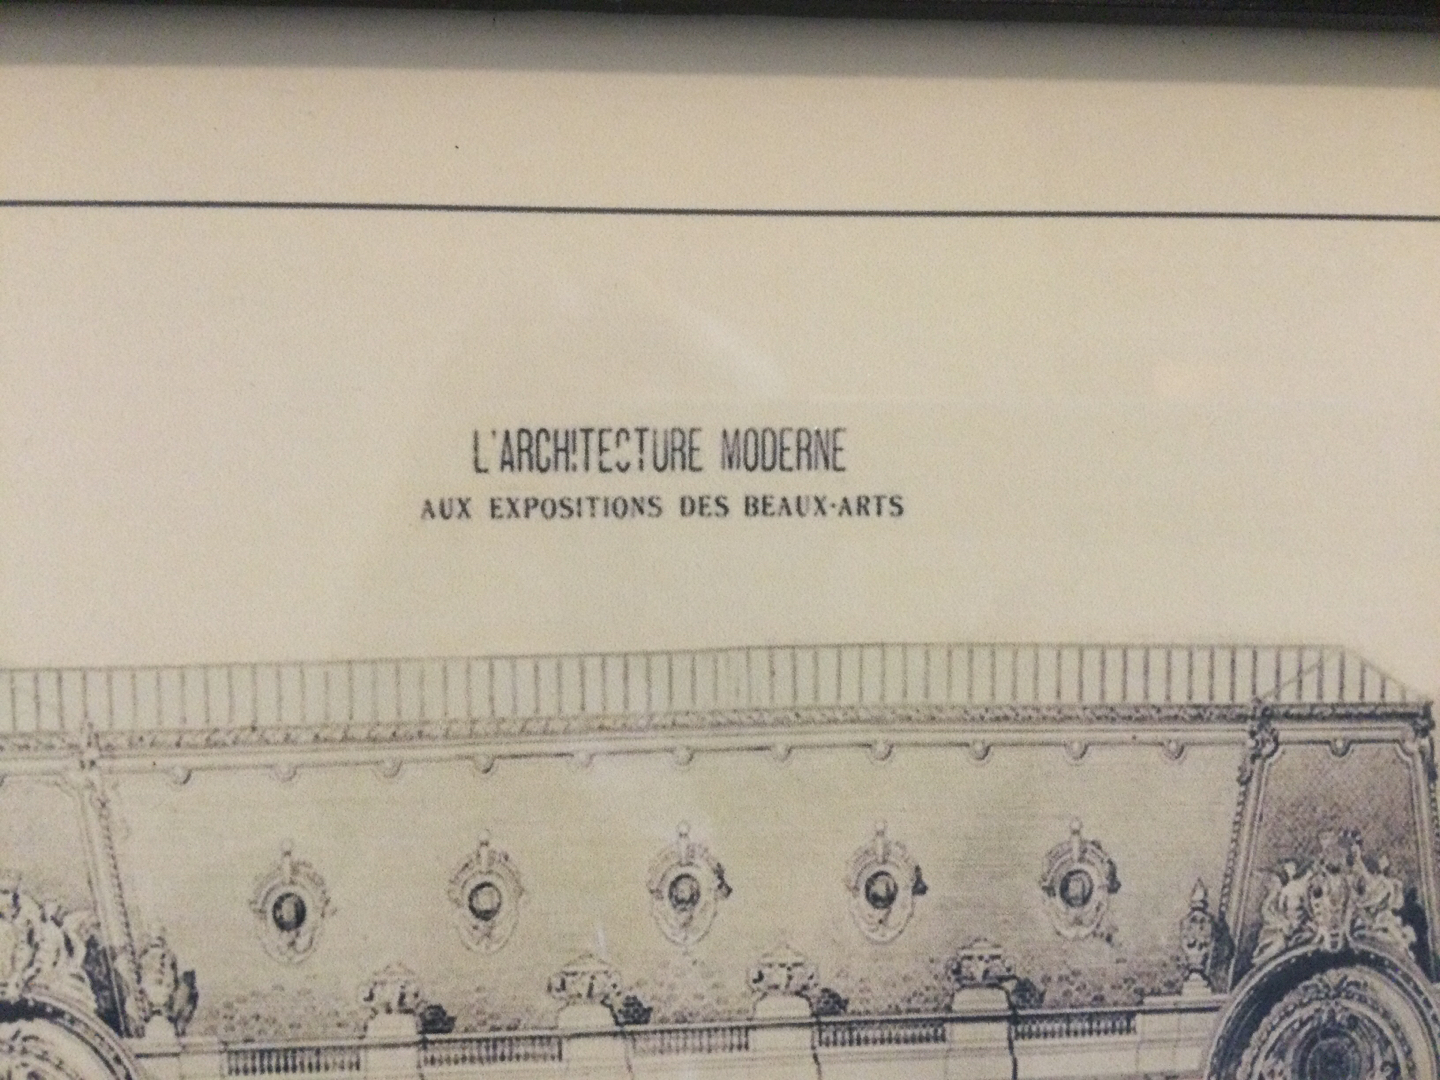 L'ARCHITECTURE MODERNE
AUX EXPOSITIONS DES BEAUX-ARTS